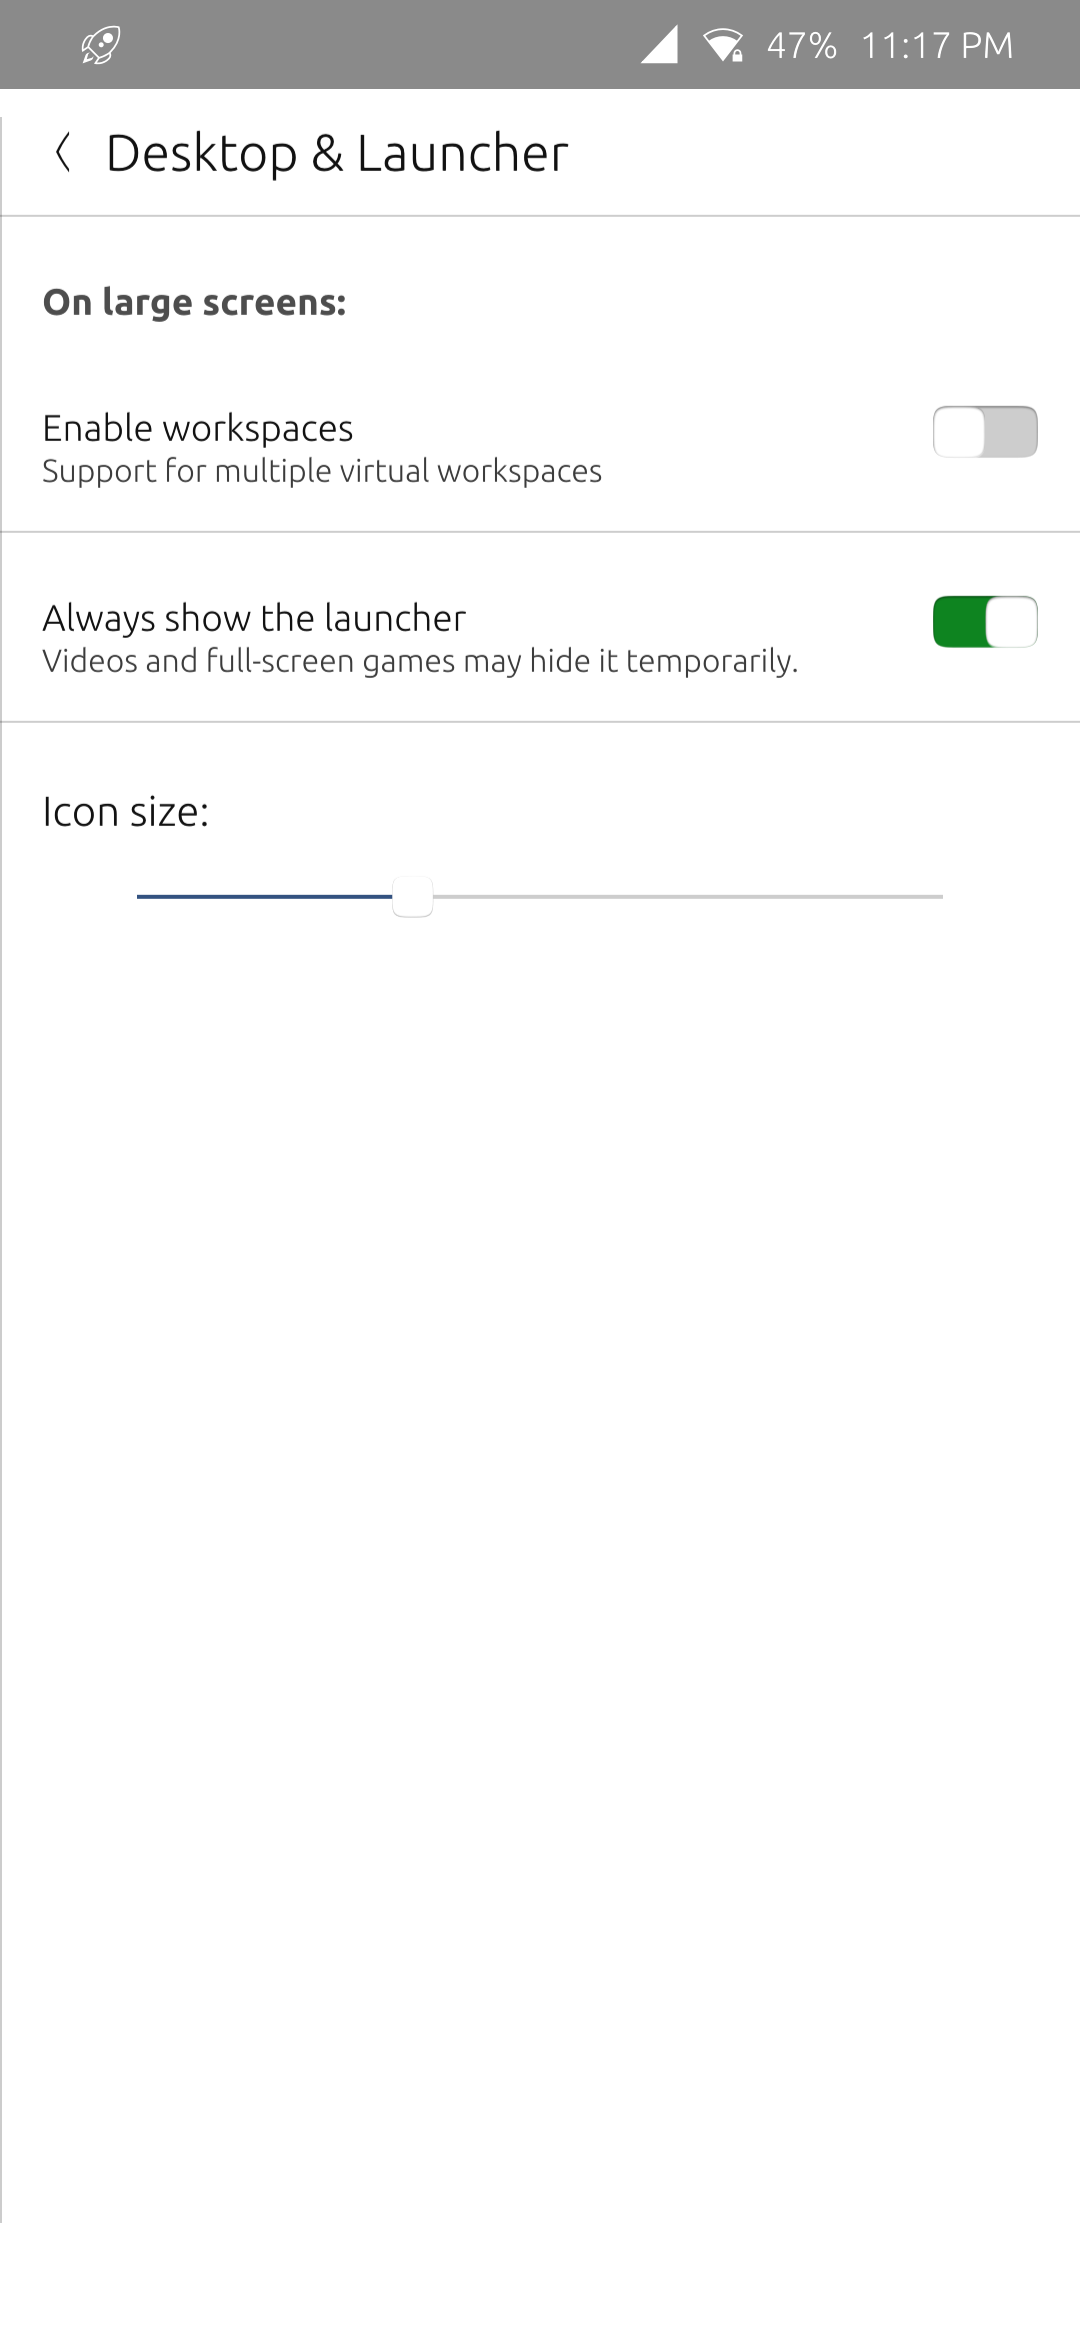 47% 11:17 PM
Desktop & Launcher
On large screens:
Enable workspaces
Support for multiple virtual workspaces
Always show the launcher
Videos and full-screen games may hide it temporarily.
Icon size: